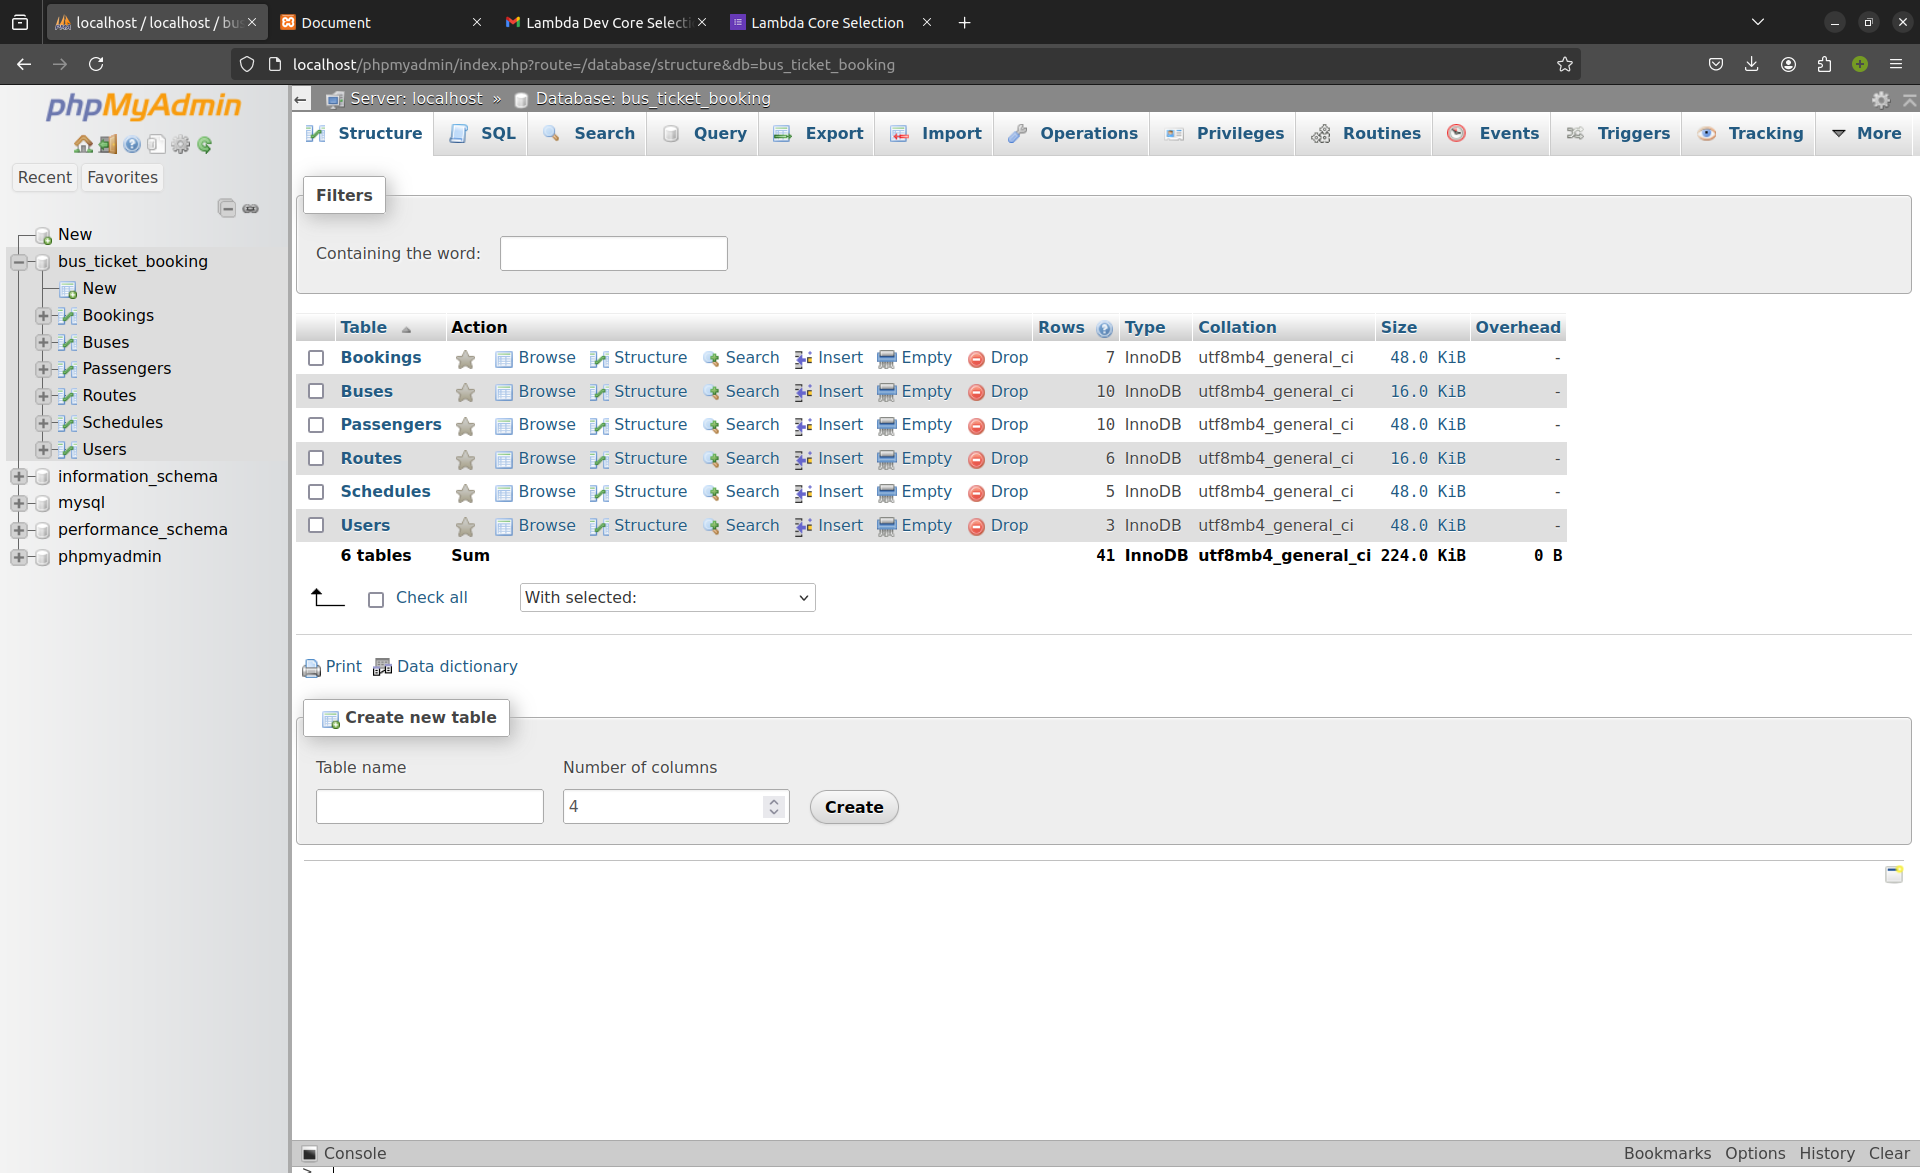 localhost / localhost / bus
Document
Lambda Dev Core Selecti
Lambda Core Selection
localhost/phpmyadmin/index.php?route=/database/structure&db=bus_ticket_booking
phpMyAdmin
Recent
Favorites
New
bus_ticket_booking
New
Bookings
Buses
Passengers
Routes
Schedules
Users
information_schema
mysql
performance_schema
phpmyadmin
Server: localhost » Database: bus_ticket_booking
Structure SQL Search Query Export Import Operations Privileges Routines Events Triggers Tracking More
Filters
Containing the word:
Table Action Rows Type Collation Size Overhead
Bookings Browse Structure Search Insert Empty Drop 7 InnoDB utf8mb4_general_ci 48.0 KiB -
Buses Browse Structure Search Insert Empty Drop 10 InnoDB utf8mb4_general_ci 16.0 KiB -
Passengers Browse Structure Search Insert Empty Drop 10 InnoDB utf8mb4_general_ci 48.0 KiB -
Routes Browse Structure Search Insert Empty Drop 6 InnoDB utf8mb4_general_ci 16.0 KiB -
Schedules Browse Structure Search Insert Empty Drop 5 InnoDB utf8mb4_general_ci 48.0 KiB -
Users Browse Structure Search Insert Empty Drop 3 InnoDB utf8mb4_general_ci 48.0 KiB -
6 tables Sum 41 InnoDB utf8mb4_general_ci 224.0 KiB 0 B
Check all With selected:
Print Data dictionary
Create new table
Table name Number of columns
4 Create
Console Bookmarks Options History Clear
>